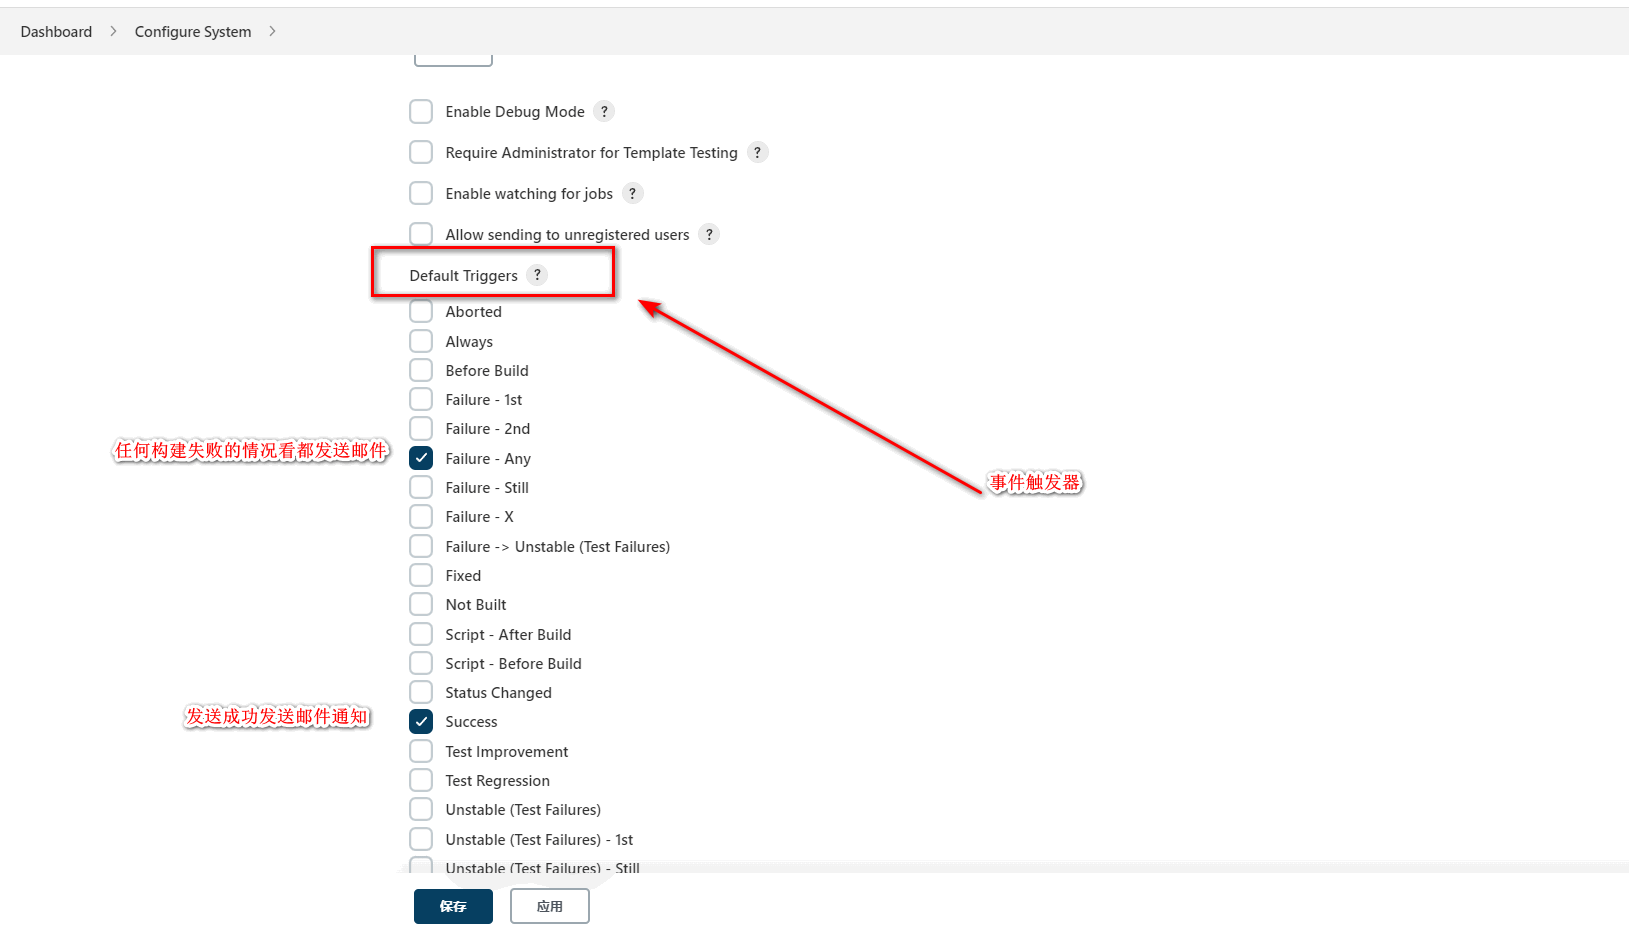 Dashboard > Configure System >
Enable Debug Mode ?
Require Administrator for Template Testing ?
Enable watching for jobs ?
Allow sending to unregistered users ?
Default Triggers ?
Aborted
Always
Before Build
Failure - 1st
Failure - 2nd
任何构建失败的情况看都发送邮件
Failure - Any
事件触发器
Failure - Still
Failure - X
Failure -> Unstable (Test Failures)
Fixed
Not Built
Script - After Build
Script - Before Build
Status Changed
发送成功发送邮件通知
Success
Test Improvement
Test Regression
Unstable (Test Failures)
Unstable (Test Failures) - 1st
Unstable (Test Failures) - Still
保存
应用